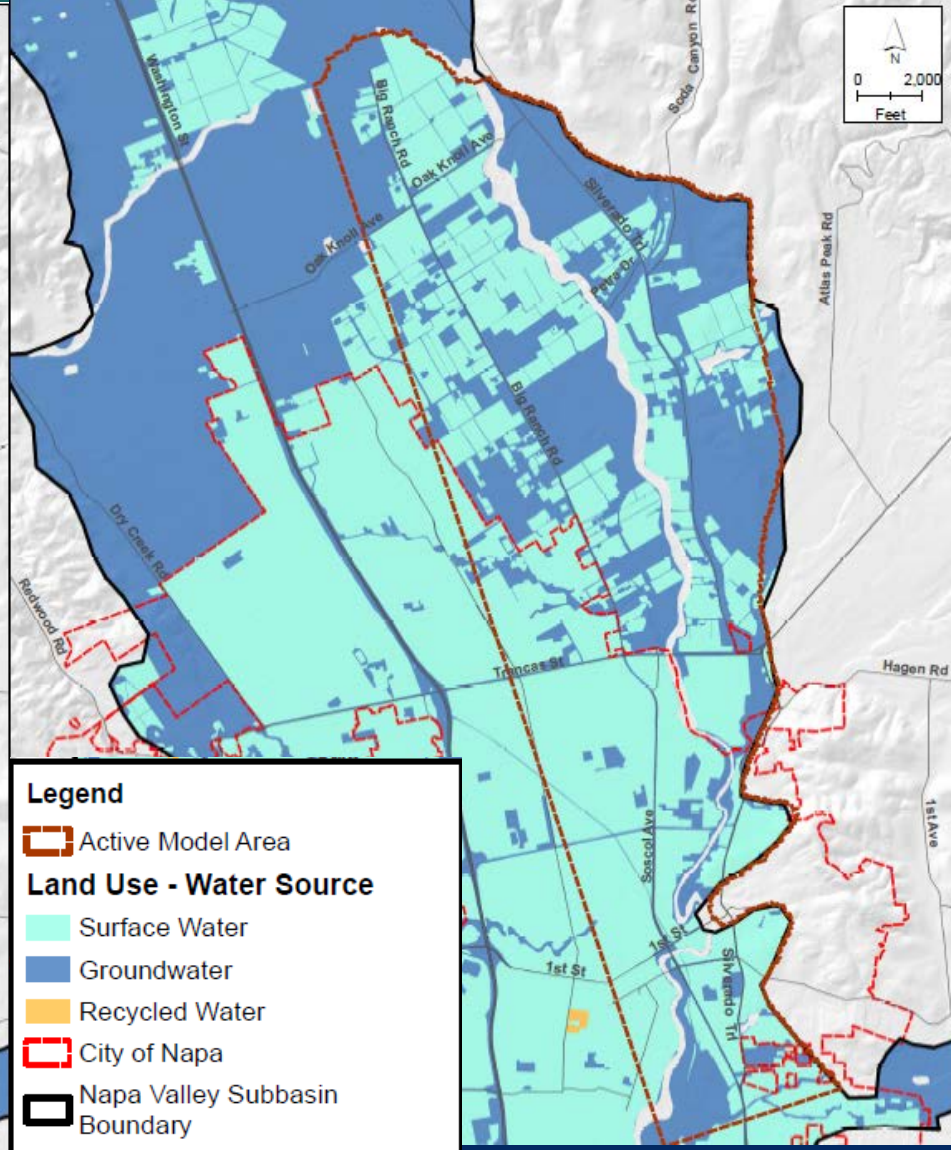 N
0 2,000
Feet
Soda Canyon Rd
Washington St
Big Ranch Rd
Oak Knoll Ave
Silverado Trl
Oak Knoll Ave
Petra Dr
Atlas Peak Rd
Big Ranch Rd
Dry Creek Rd
Redwood Rd
Trancas St
Hagen Rd
1st Ave
Soscol Ave
1st St
1st St
Silverado Trl
Legend
Active Model Area
Land Use - Water Source
Surface Water
Groundwater
Recycled Water
City of Napa
Napa Valley Subbasin
Boundary